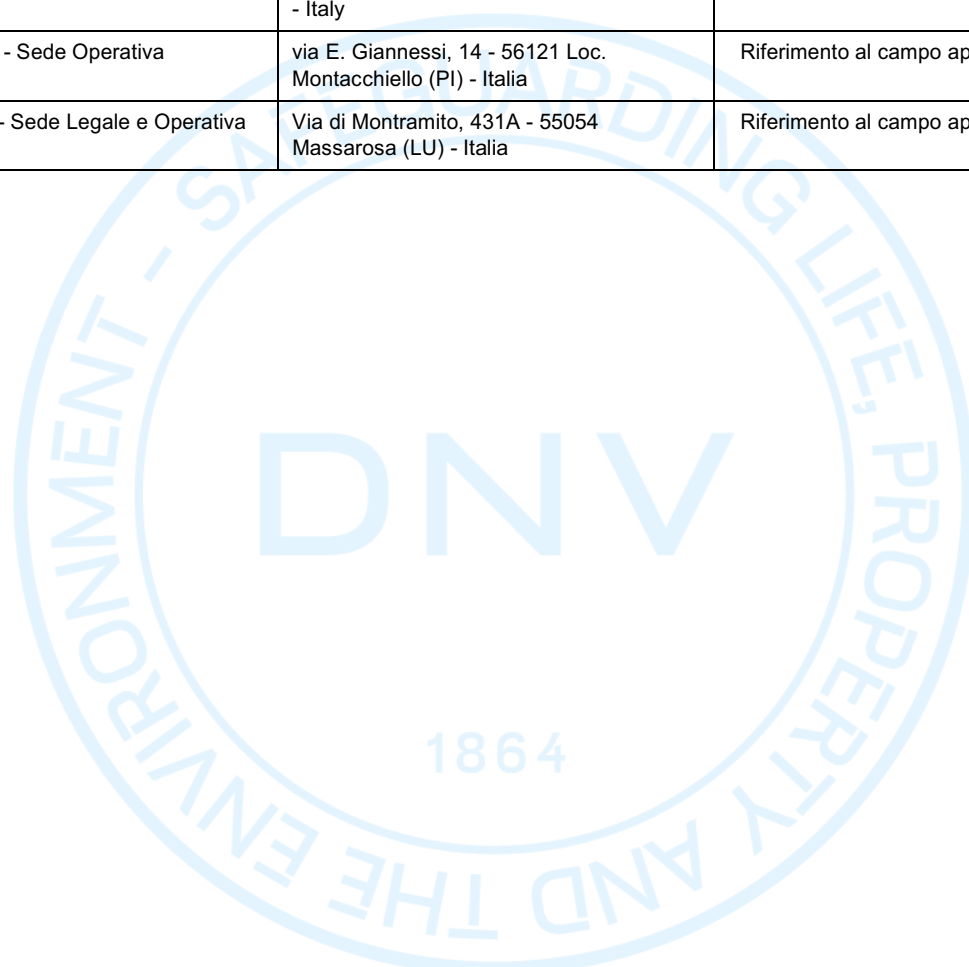 - Italy
- Sede Operativa
via E. Giannessi, 14 - 56121 Loc.
Montacchiello (PI) - Italia
Riferimento al campo ap
- Sede Legale e Operativa
Via di Montramito, 431A - 55054
Massarosa (LU) - Italia
Riferimento al campo ap
SAFEGUARDING LIFE, PROPERTY AND THE ENVIRONMENT -
DNV
1864